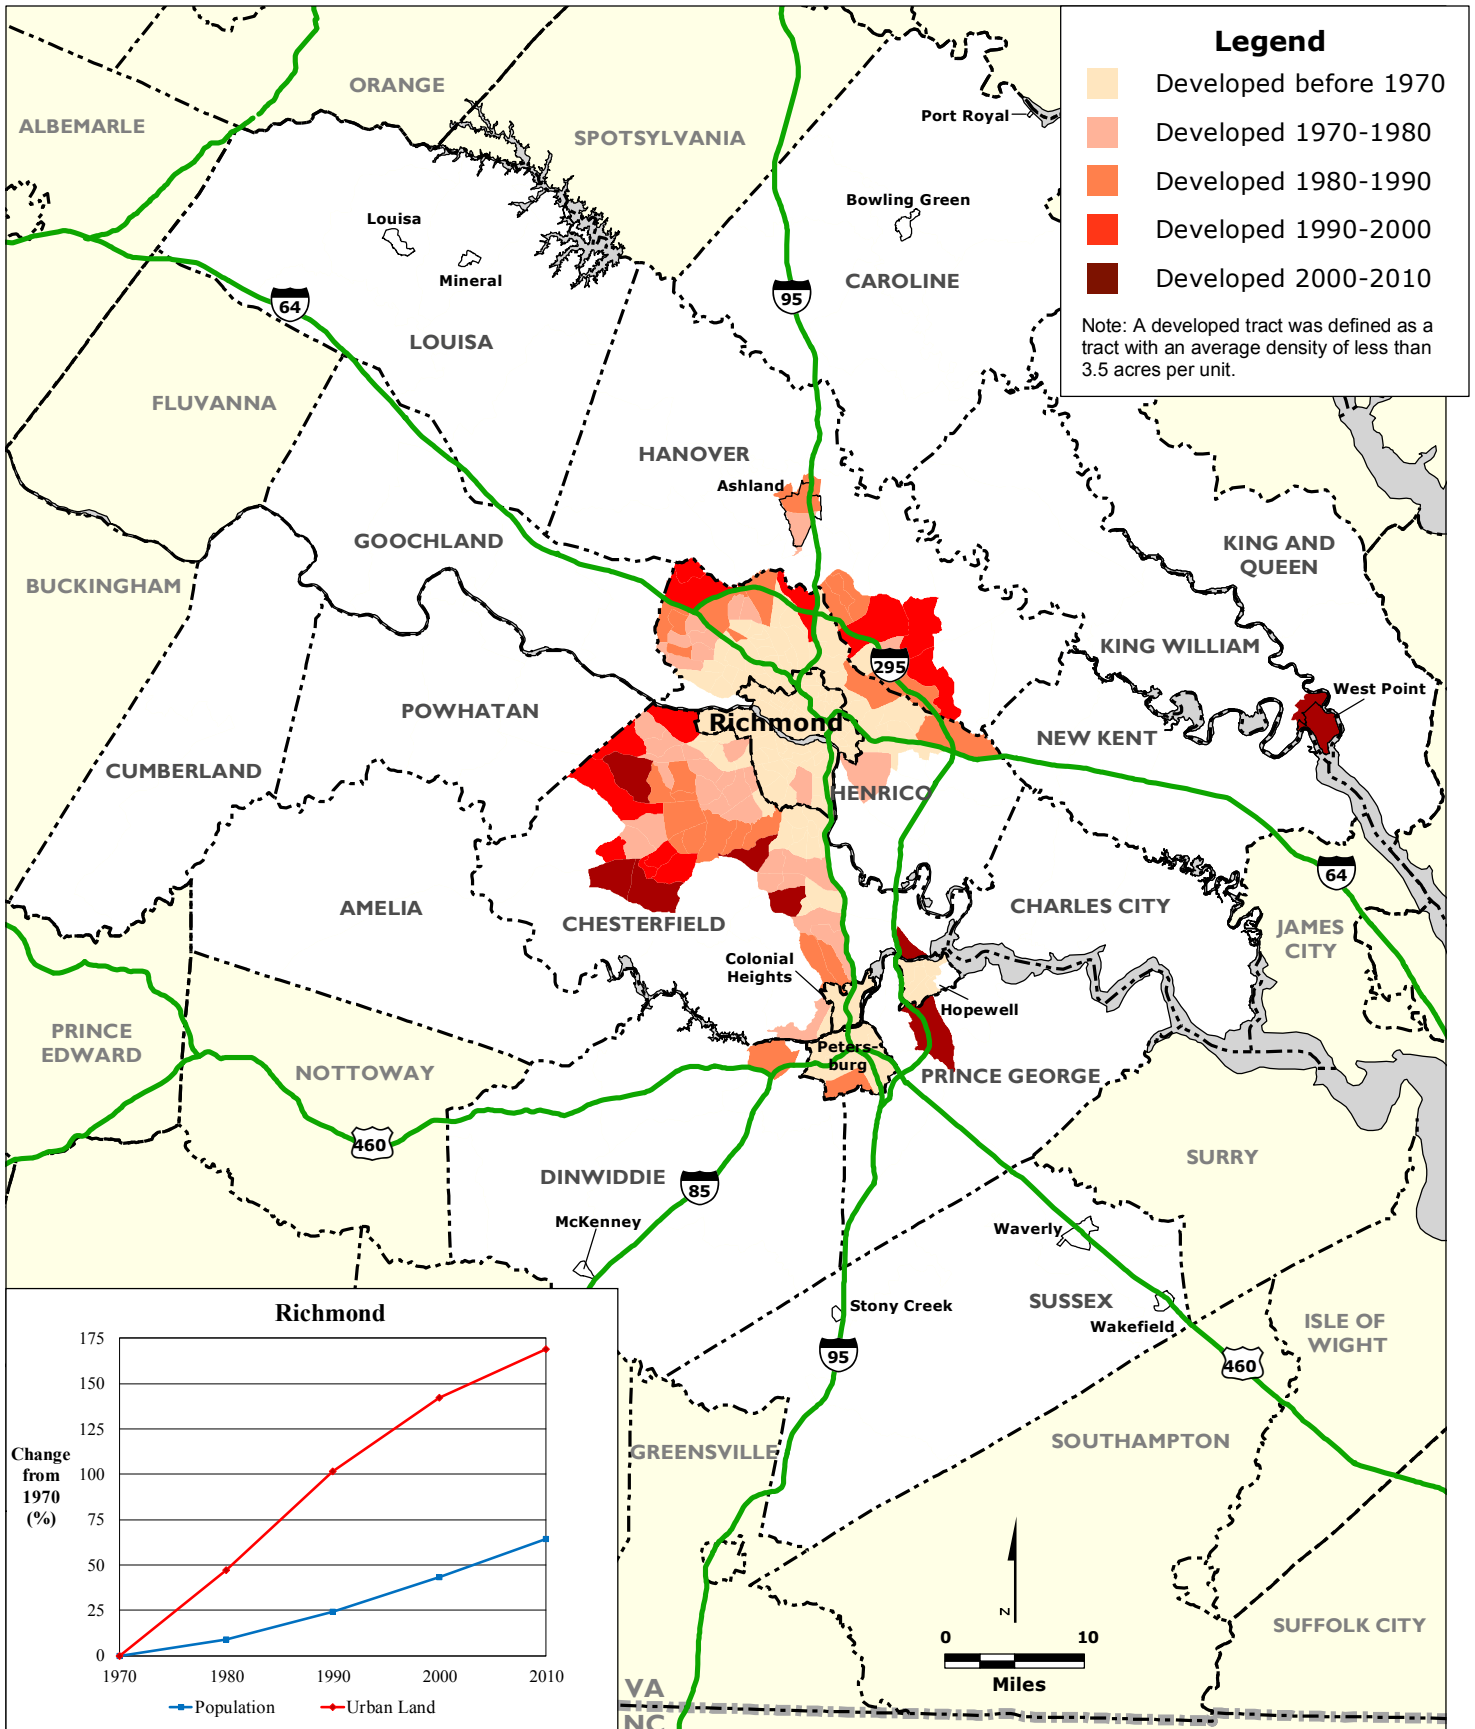 Legend
Developed before 1970
Developed 1970-1980
Developed 1980-1990
Developed 1990-2000
Developed 2000-2010
Note: A developed tract was defined as a
tract with an average density of less than
3.5 acres per unit.
ORANGE
ALBEMARLE
SPOTSYLVANIA
Port Royal
Louisa
Bowling Green
Mineral
CAROLINE
64
95
LOUISA
FLUVANNA
HANOVER
Ashland
GOOCHLAND
KING AND
QUEEN
BUCKINGHAM
KING WILLIAM
295
West Point
POWHATAN
Richmond
NEW KENT
CUMBERLAND
HENRICO
64
AMELIA
CHARLES CITY
CHESTERFIELD
JAMES
CITY
Colonial
Heights
Hopewell
PRINCE
EDWARD
Peters-
burg
NOTTOWAY
PRINCE GEORGE
460
SURRY
DINWIDDIE
85
McKenney
Waverly
Stony Creek
SUSSEX
Wakefield
ISLE OF
WIGHT
95
460
GREENSVILLE
SOUTHAMPTON
SUFFOLK CITY
N
0
10
Miles
VA
NC
Richmond
175
150
125
100
75
50
25
0
Change
from
1970
(%)
1970
1980
1990
2000
2010
Population
Urban Land